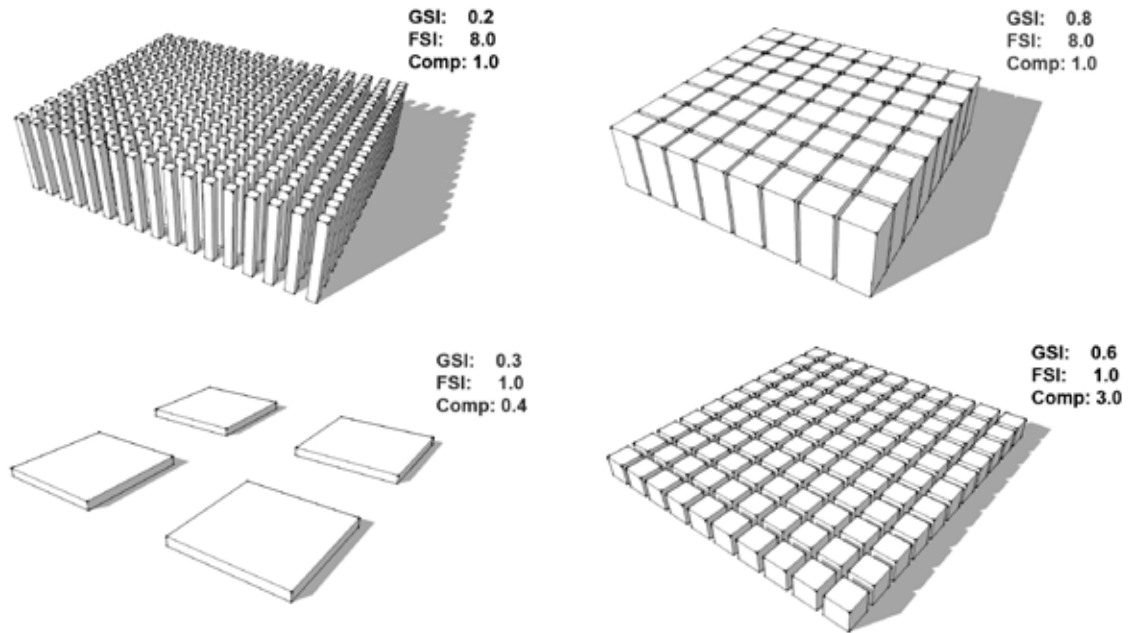 GSI: 0.2
FSI: 8.0
Comp: 1.0
GSI: 0.8
FSI: 8.0
Comp: 1.0
GSI: 0.3
FSI: 1.0
Comp: 0.4
GSI: 0.6
FSI: 1.0
Comp: 3.0